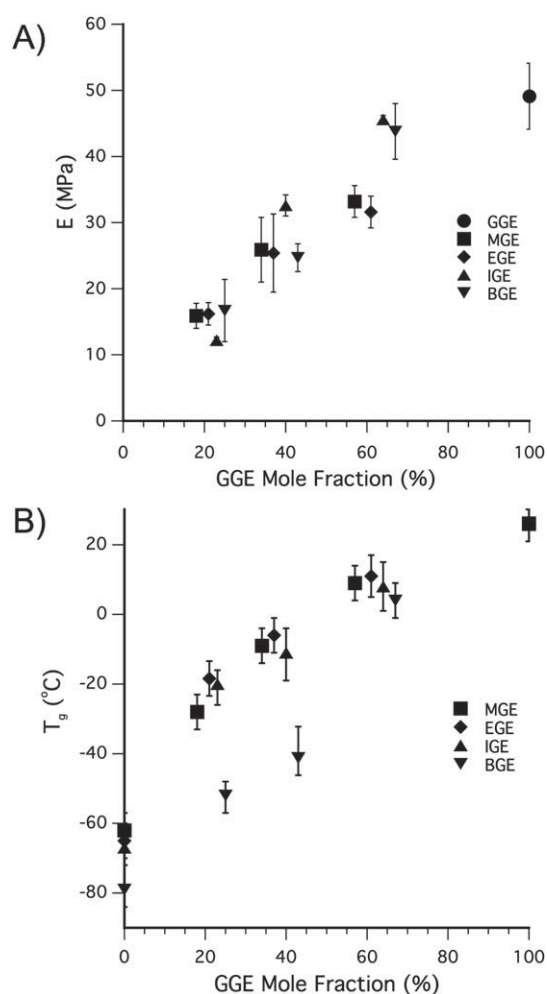 A)
60
50
40
30
20
10
0
E (MPa)
GGE
MGE
EGE
IGE
BGE
0 20 40 60 80 100
GGE Mole Fraction (%)
B)
20
0
-20
-40
-60
-80
Tg (°C)
MGE
EGE
IGE
BGE
0 20 40 60 80 100
GGE Mole Fraction (%)